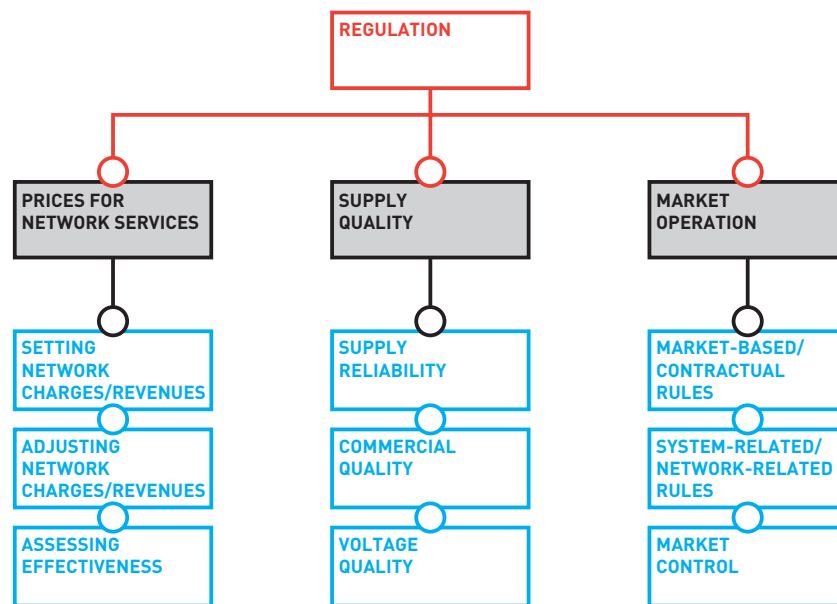 REGULATION
PRICES FOR
NETWORK SERVICES
SUPPLY
QUALITY
MARKET
OPERATION
SETTING
NETWORK
CHARGES/REVENUES
ADJUSTING
NETWORK
CHARGES/REVENUES
ASSESSING
EFFECTIVENESS
SUPPLY
RELIABILITY
COMMERCIAL
QUALITY
VOLTAGE
QUALITY
MARKET-BASED/
CONTRACTUAL
RULES
SYSTEM-RELATED/
NETWORK-RELATED
RULES
MARKET
CONTROL